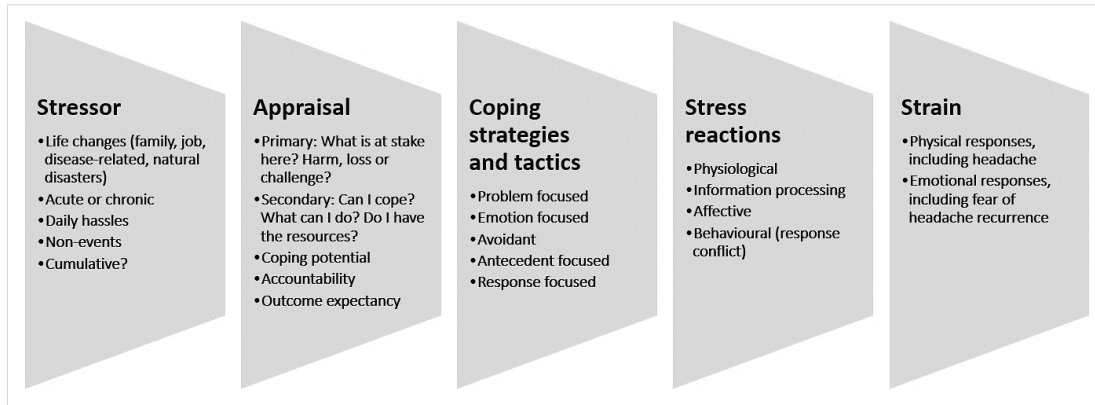 Stressor
•Life changes (family, job,
disease-related, natural
disasters)
•Acute or chronic
•Daily hassles
•Non-events
•Cumulative?
Appraisal
•Primary: What is at stake
here? Harm, loss or
challenge?
•Secondary: Can I cope?
What can I do? Do I have
the resources?
•Coping potential
•Accountability
•Outcome expectancy
Coping
strategies
and tactics
•Problem focused
•Emotion focused
•Avoidant
•Antecedent focused
•Response focused
Stress
reactions
•Physiological
•Information processing
•Affective
•Behavioural (response
conflict)
Strain
•Physical responses,
including headache
•Emotional responses,
including fear of
headache recurrence